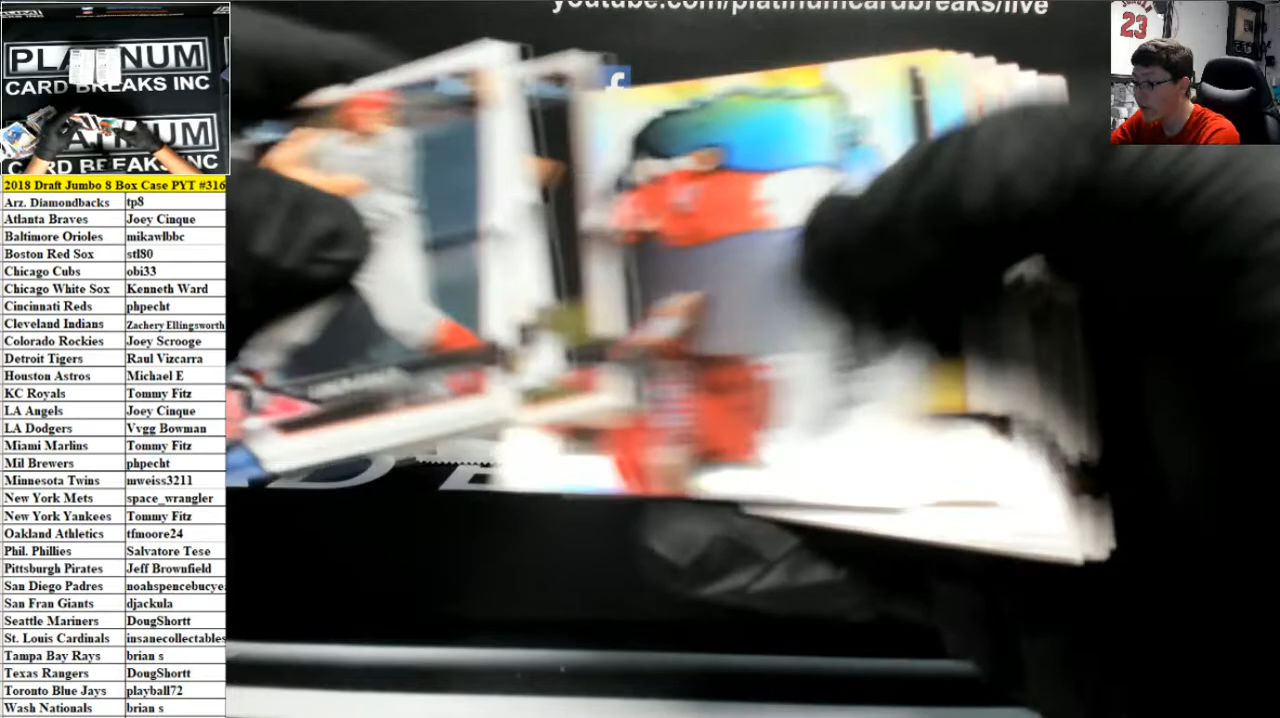 youtube.com/platinumcardbreaks/live
f
23
PLATINUM
CARD BREAKS INC
PLATINUM
CARD BREAKS INC
2018 Draft Jumbo 8 Box Case PYT #316
Arz. Diamondbacks tp8
Atlanta Braves Joey Cinque
Baltimore Orioles mikawlbbc
Boston Red Sox stl80
Chicago Cubs obi33
Chicago White Sox Kenneth Ward
Cincinnati Reds phpecht
Cleveland Indians Zachery Ellingsworth
Colorado Rockies Joey Scrooge
Detroit Tigers Raul Vizcarra
Houston Astros Michael E
KC Royals Tommy Fitz
LA Angels Joey Cinque
LA Dodgers Vvgg Bowman
Miami Marlins Tommy Fitz
Mil Brewers phpecht
Minnesota Twins mweiss3211
New York Mets space_wrangler
New York Yankees Tommy Fitz
Oakland Athletics tfmoore24
Phil. Phillies Salvatore Tese
Pittsburgh Pirates Jeff Brownfield
San Diego Padres noahspencebucye
San Fran Giants djackula
Seattle Mariners DougShortt
St. Louis Cardinals insanecollectables
Tampa Bay Rays brian s
Texas Rangers DougShortt
Toronto Blue Jays playball72
Wash Nationals brian s